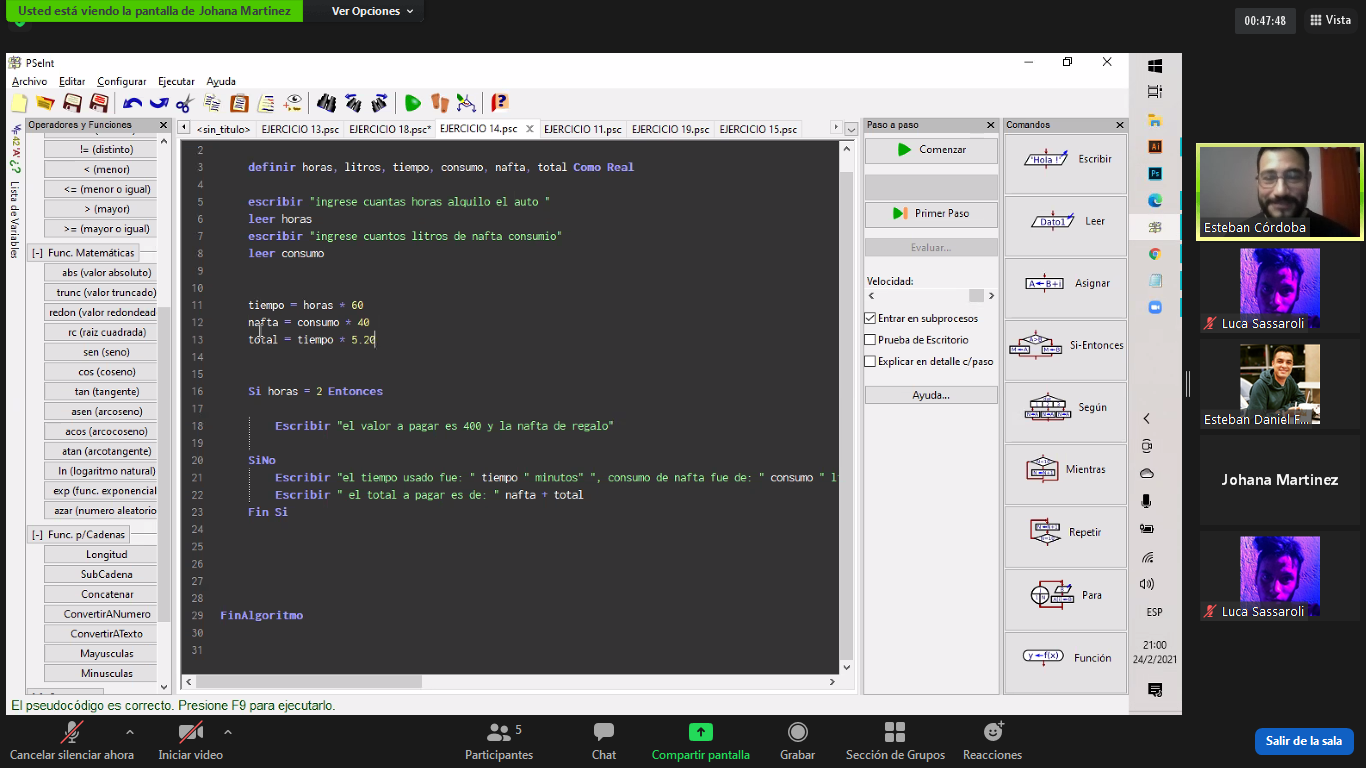 Usted está viendo la pantalla de Johana Martinez
Ver Opciones
00:47:48
Vista
PSeInt
Archivo Editar Configurar Ejecutar Ayuda
Operadores y Funciones
<sin_titulo> EJERCICIO 13.psc EJERCICIO 18.psc* EJERCICIO 14.psc EJERCICIO 11.psc EJERCICIO 19.psc EJERCICIO 15.psc
Lista de Variables
!= (distinto)
< (menor)
<= (menor o igual)
> (mayor)
>= (mayor o igual)
[-] Func. Matemáticas
abs (valor absoluto)
trunc (valor truncado)
redon (valor redondead
rc (raiz cuadrada)
sen (seno)
cos (coseno)
tan (tangente)
asen (arcoseno)
acos (arcocoseno)
atan (arcotangente)
ln (logaritmo natural)
exp (func. exponencial
azar (numero aleatorio
[-] Func. p/Cadenas
Longitud
SubCadena
Concatenar
ConvertirANumero
ConvertirATexto
Mayusculas
Minusculas
2
3 definir horas, litros, tiempo, consumo, nafta, total Como Real
4
5 escribir "ingrese cuantas horas alquilo el auto "
6 leer horas
7 escribir "ingrese cuantos litros de nafta consumio"
8 leer consumo
9
10
11 tiempo = horas * 60
12 nafta = consumo * 40
13 total = tiempo * 5.20
14
15
16 Si horas = 2 Entonces
17
18 Escribir "el valor a pagar es 400 y la nafta de regalo"
19
20 SiNo
21 Escribir "el tiempo usado fue: " tiempo " minutos" ", consumo de nafta fue de: " consumo " l
22 Escribir " el total a pagar es de: " nafta + total
23 Fin Si
24
25
26
27
28
29 FinAlgoritmo
30
31
Paso a paso
Comenzar
Primer Paso
Evaluar...
Velocidad:
Entrar en subprocesos
Prueba de Escritorio
Explicar en detalle c/paso
Ayuda...
Comandos
'Hola !' Escribir
Dato1 Leer
A←B+i Asignar
Si-Entonces
Según
Mientras
Repetir
Para
y←f(x) Función
ESP
21:00
24/2/2021
El pseudocódigo es correcto. Presione F9 para ejecutarlo.
Esteban Córdoba
Luca Sassaroli
Esteban Daniel F...
Johana Martinez
Luca Sassaroli
Cancelar silenciar ahora
Iniciar video
5
Participantes
Chat
Compartir pantalla
Grabar
Sección de Grupos
Reacciones
Salir de la sala